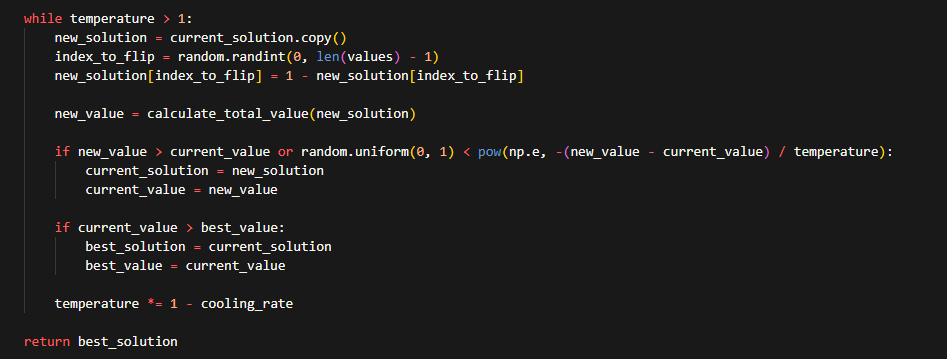 while temperature > 1:
    new_solution = current_solution.copy()
    index_to_flip = random.randint(0, len(values) - 1)
    new_solution[index_to_flip] = 1 - new_solution[index_to_flip]

    new_value = calculate_total_value(new_solution)

    if new_value > current_value or random.uniform(0, 1) < pow(np.e, -(new_value - current_value) / temperature):
        current_solution = new_solution
        current_value = new_value

    if current_value > best_value:
        best_solution = current_solution
        best_value = current_value

    temperature *= 1 - cooling_rate

return best_solution